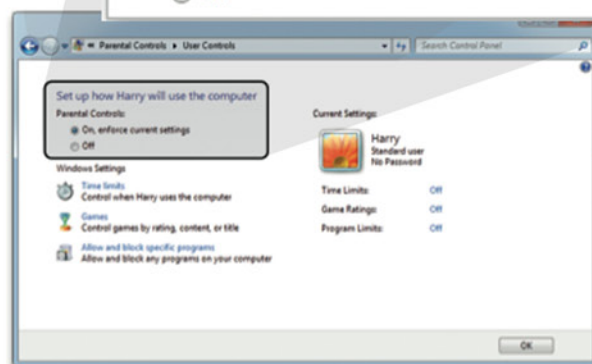 « Parental Controls ▸ User Controls
Search Control Panel
Set up how Harry will use the computer
Parental Controls:
On, enforce current settings
Off
Windows Settings
Time limits
Control when Harry uses the computer
Games
Control games by rating, content, or title
Allow and block specific programs
Allow and block any programs on your computer
Current Settings:
Harry
Standard user
No Password
Time Limits: Off
Game Ratings: Off
Program Limits: Off
OK